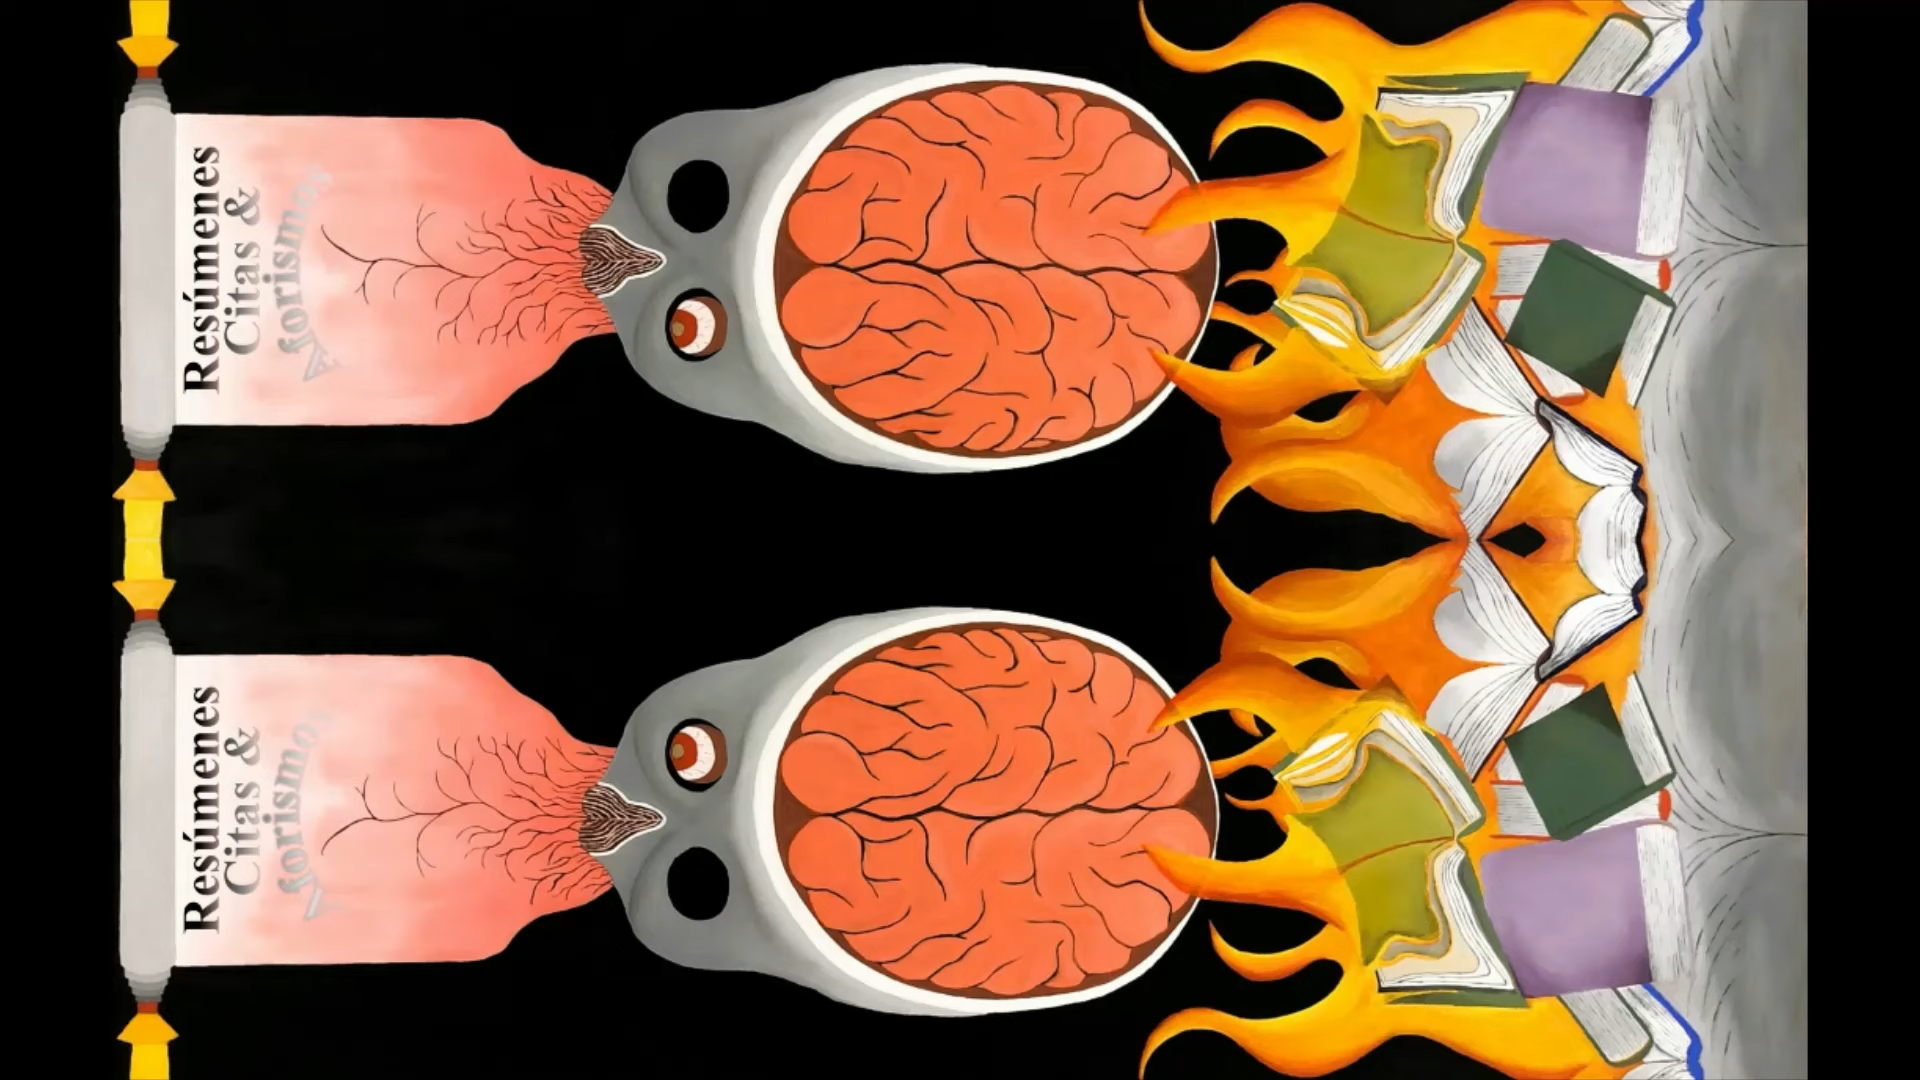 Resúmenes
Citas &
Aforismos
Resúmenes
Citas &
Aforismos